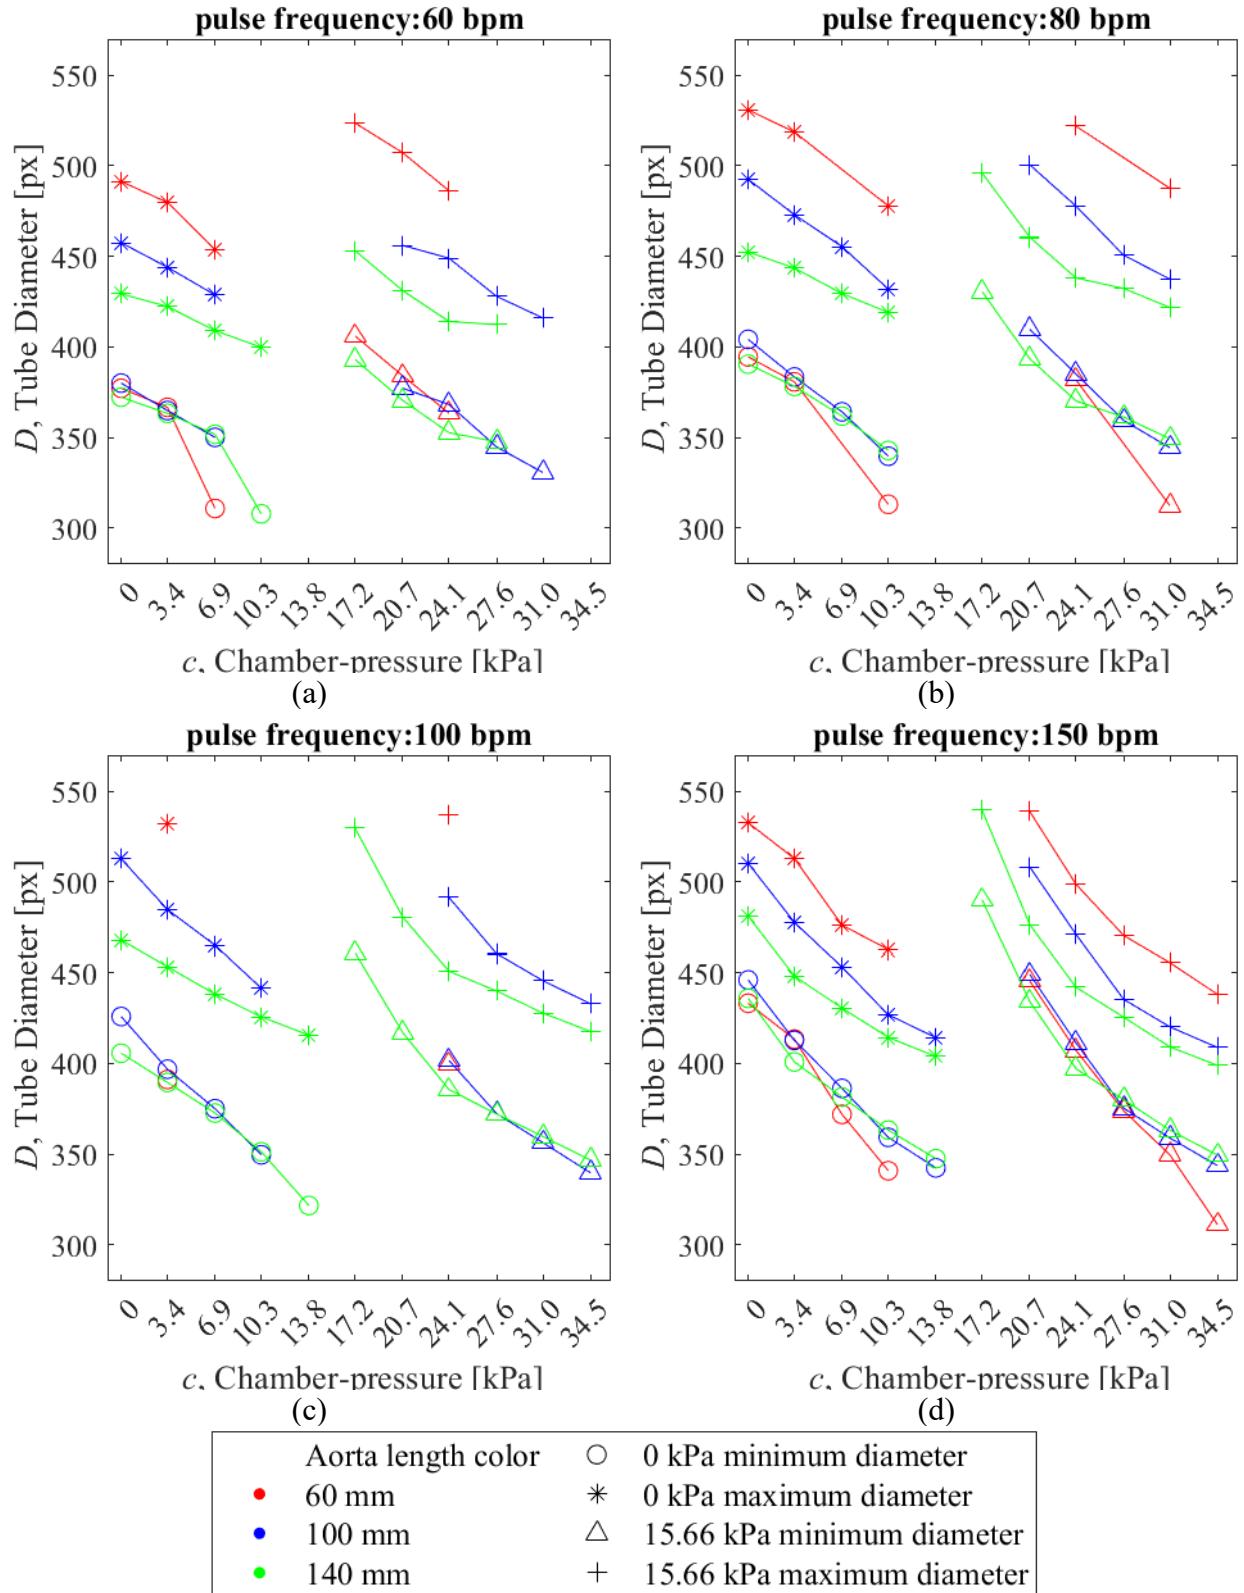 pulse frequency:60 bpm
pulse frequency:80 bpm
D, Tube Diameter [px]
550
500
450
400
350
300
0
3.4
6.9
10.3
13.8
17.2
20.7
24.1
27.6
31.0
34.5
c, Chamber-pressure [kPa]
(a)
D, Tube Diameter [px]
550
500
450
400
350
300
0
3.4
6.9
10.3
13.8
17.2
20.7
24.1
27.6
31.0
34.5
c, Chamber-pressure [kPa]
(b)
pulse frequency:100 bpm
pulse frequency:150 bpm
D, Tube Diameter [px]
550
500
450
400
350
300
0
3.4
6.9
10.3
13.8
17.2
20.7
24.1
27.6
31.0
34.5
c, Chamber-pressure [kPa]
(c)
D, Tube Diameter [px]
550
500
450
400
350
300
0
3.4
6.9
10.3
13.8
17.2
20.7
24.1
27.6
31.0
34.5
c, Chamber-pressure [kPa]
(d)
Aorta length color
60 mm
100 mm
140 mm
0 kPa minimum diameter
0 kPa maximum diameter
15.66 kPa minimum diameter
15.66 kPa maximum diameter